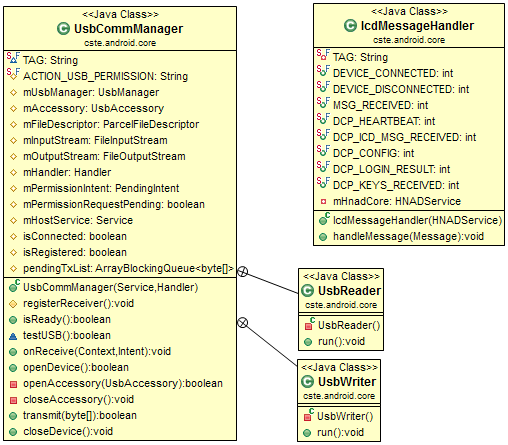 <<Java Class>>
UsbCommManager
cste.android.core
TAG: String
ACTION_USB_PERMISSION: String
mUsbManager: UsbManager
mAccessory: UsbAccessory
mFileDescriptor: ParcelFileDescriptor
mInputStream: FileInputStream
mOutputStream: FileOutputStream
mHandler: Handler
mPermissionIntent: PendingIntent
mPermissionRequestPending: boolean
mHostService: Service
isConnected: boolean
isRegistered: boolean
pendingTxList: ArrayBlockingQueue<byte[]>
UsbCommManager(Service,Handler)
registerReceiver():void
isReady():boolean
testUSB():boolean
onReceive(Context,Intent):void
openDevice():boolean
openAccessory(UsbAccessory):boolean
closeAccessory():void
transmit(byte[]):boolean
closeDevice():void
<<Java Class>>
IcdMessageHandler
cste.android.core
TAG: String
DEVICE_CONNECTED: int
DEVICE_DISCONNECTED: int
MSG_RECEIVED: int
DCP_HEARTBEAT: int
DCP_ICD_MSG_RECEIVED: int
DCP_CONFIG: int
DCP_LOGIN_RESULT: int
DCP_KEYS_RECEIVED: int
mHnadCore: HNADService
IcdMessageHandler(HNADService)
handleMessage(Message):void
<<Java Class>>
UsbReader
cste.android.core
UsbReader()
run():void
<<Java Class>>
UsbWriter
cste.android.core
UsbWriter()
run():void